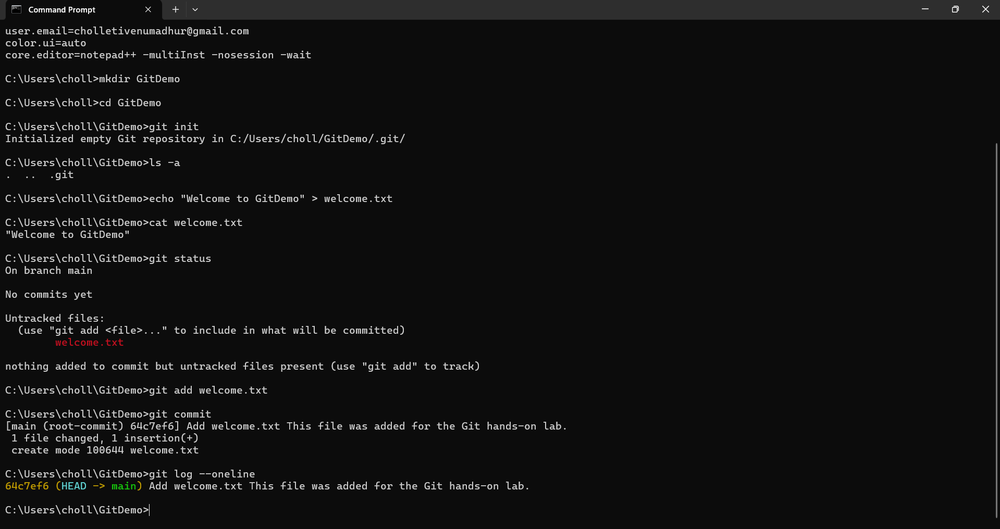 Command Prompt
user.email=cholletivenumadhur@gmail.com
color.ui=auto
core.editor=notepad++ -multiInst -nosession -wait
C:\Users\choll>mkdir GitDemo
C:\Users\choll>cd GitDemo
C:\Users\choll\GitDemo>git init
Initialized empty Git repository in C:/Users/choll/GitDemo/.git/
C:\Users\choll\GitDemo>ls -a
.  ..  .git
C:\Users\choll\GitDemo>echo "Welcome to GitDemo" > welcome.txt
C:\Users\choll\GitDemo>cat welcome.txt
"Welcome to GitDemo"
C:\Users\choll\GitDemo>git status
On branch main
No commits yet
Untracked files:
  (use "git add <file>..." to include in what will be committed)
        welcome.txt
nothing added to commit but untracked files present (use "git add" to track)
C:\Users\choll\GitDemo>git add welcome.txt
C:\Users\choll\GitDemo>git commit
[main (root-commit) 64c7ef6] Add welcome.txt This file was added for the Git hands-on lab.
 1 file changed, 1 insertion(+)
 create mode 100644 welcome.txt
C:\Users\choll\GitDemo>git log --oneline
64c7ef6 (HEAD -> main) Add welcome.txt This file was added for the Git hands-on lab.
C:\Users\choll\GitDemo>